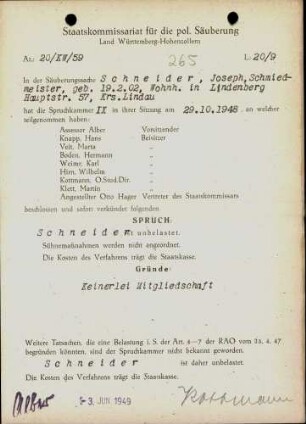 Staatskommissariat für die pol. Säuberung
Land Württemberg-Hohenzollern
Az: 20/XV/59
265
L 20/9
In der Säuberungssache Schneider, Joseph, Schmied-
meister, geb. 19.2.02, Wohnh. in Lindenberg
Hauptstr. 57, Krs. Lindau
hat die Spruchkammer II in ihrer Sitzung am 29.10.1948, an welcher
teilgenommen haben:
Assessor Alber Vorsitzender
Knapp, Hans Beisitzer
Veit, Maria "
Boden, Hermann "
Weimer, Karl "
Hirn, Wilhelm "
Kottmann, O.Stud.Dir. "
Klett, Martin "
Angestellter Otto Hager Vertreter des Staatskommissars
beschlossen und sofort verkündet folgenden
SPRUCH:
Schneider ist unbelastet.
Sühnemaßnahmen werden nicht angeordnet.
Die Kosten des Verfahrens trägt die Staatskasse.
Gründe:
Keinerlei Mitgliedschaft
Weitere Tatsachen, die eine Belastung i. S. der Art. 4—7 der RAO vom 24. 4. 47
begründen könnten, sind der Spruchkammer nicht bekannt geworden.
Schneider ist daher unbelastet.
Die Kosten des Verfahrens trägt die Staatskasse.
Alber
3. JUNI 1949
Kottmann